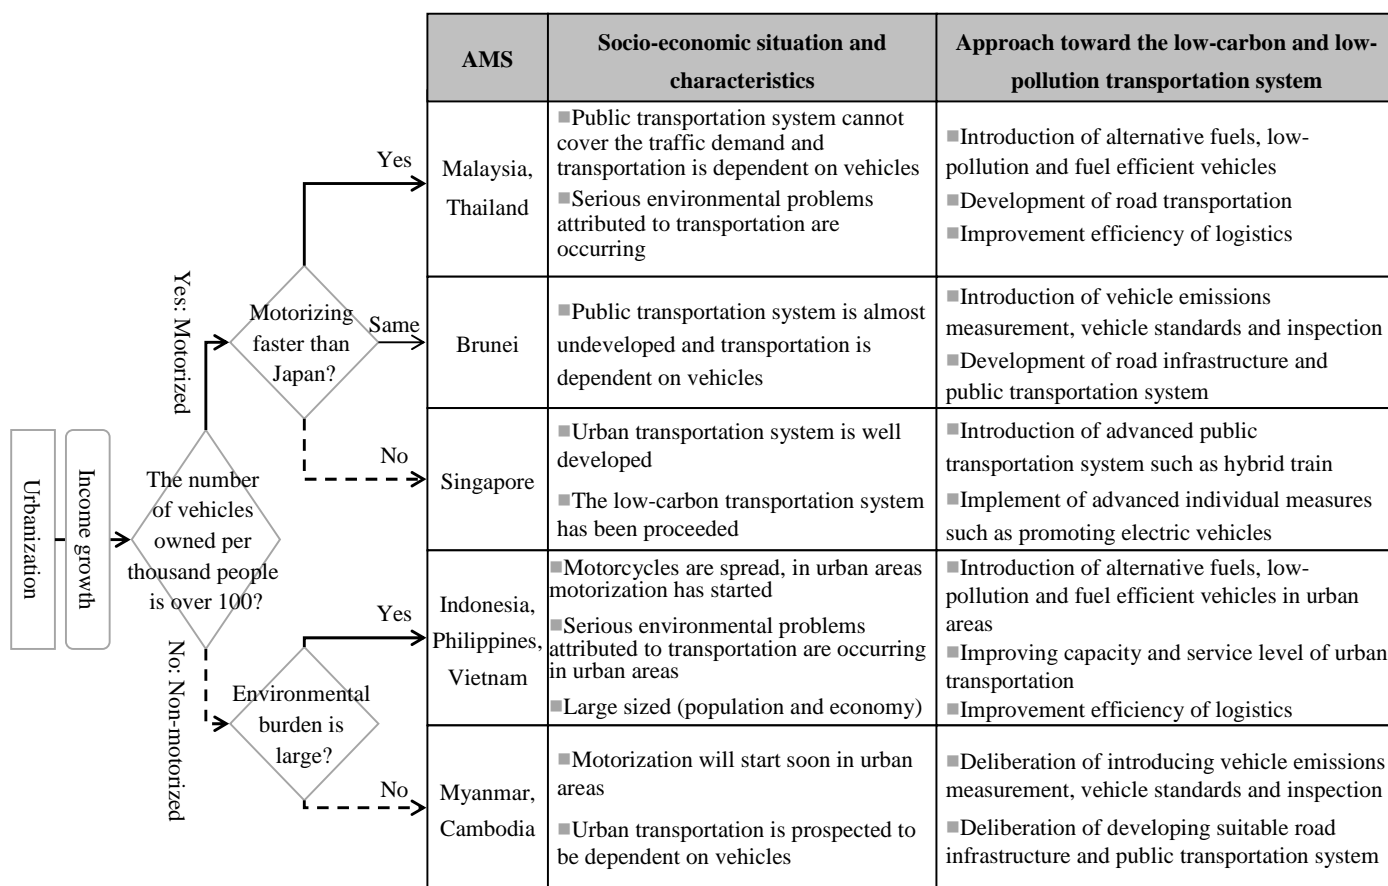 Urbanization
Income growth
The number
of vehicles
owned per
thousand people
is over 100?
Yes: Motorized
No: Non-motorized
Motorizing
faster than
Japan?
Yes
Same
No
Environmental
burden is
large?
Yes
No
AMS
Socio-economic situation and
characteristics
Approach toward the low-carbon and low-
pollution transportation system
Malaysia,
Thailand
■Public transportation system cannot
cover the traffic demand and
transportation is dependent on vehicles
■Serious environmental problems
attributed to transportation are
occurring
■Introduction of alternative fuels, low-
pollution and fuel efficient vehicles
■Development of road transportation
■Improvement efficiency of logistics
Brunei
■Public transportation system is almost
undeveloped and transportation is
dependent on vehicles
■Introduction of vehicle emissions
measurement, vehicle standards and inspection
■Development of road infrastructure and
public transportation system
Singapore
■Urban transportation system is well
developed
■The low-carbon transportation system
has been proceeded
■Introduction of advanced public
transportation system such as hybrid train
■Implement of advanced individual measures
such as promoting electric vehicles
Indonesia,
Philippines,
Vietnam
■Motorcycles are spread, in urban areas
motorization has started
■Serious environmental problems
attributed to transportation are occurring
in urban areas
■Large sized (population and economy)
■Introduction of alternative fuels, low-
pollution and fuel efficient vehicles in urban
areas
■Improving capacity and service level of urban
transportation
■Improvement efficiency of logistics
Myanmar,
Cambodia
■Motorization will start soon in urban
areas
■Urban transportation is prospected to
be dependent on vehicles
■Deliberation of introducing vehicle emissions
measurement, vehicle standards and inspection
■Deliberation of developing suitable road
infrastructure and public transportation system